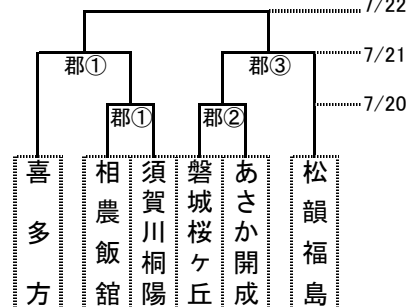 7/22
7/21
郡① 郡③
7/20
郡① 郡②
喜多方
相農飯舘
須賀川桐陽
磐城桜ヶ丘
あさか開成
松韻福島